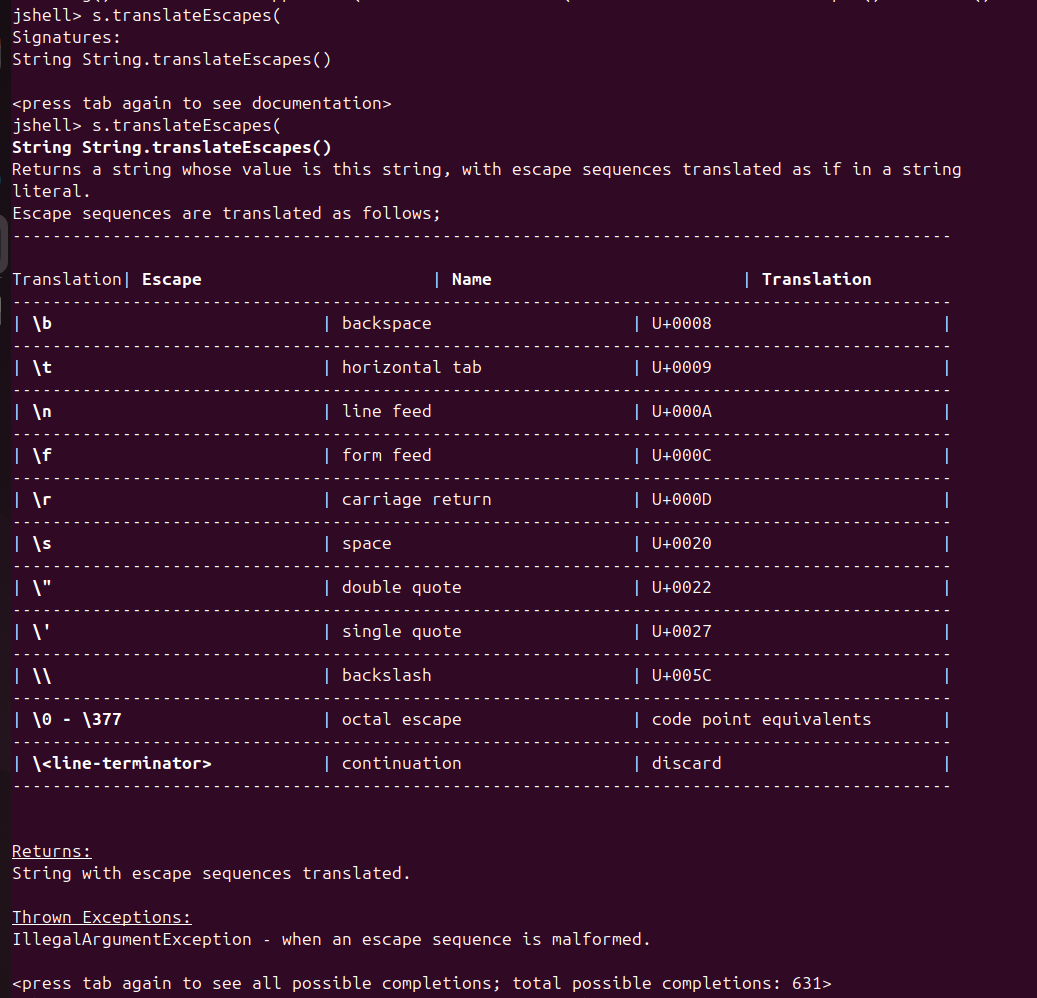 jshell> s.translateEscapes(
Signatures:
String String.translateEscapes()
<press tab again to see documentation>
jshell> s.translateEscapes(
String String.translateEscapes()
Returns a string whose value is this string, with escape sequences translated as if in a string
literal.
Escape sequences are translated as follows;
----------------------------------------------------------------------------------------------
Translation| Escape                       | Name                         | Translation
----------------------------------------------------------------------------------------------
| \b                           | backspace                    | U+0008                       |
----------------------------------------------------------------------------------------------
| \t                           | horizontal tab               | U+0009                       |
----------------------------------------------------------------------------------------------
| \n                           | line feed                    | U+000A                       |
----------------------------------------------------------------------------------------------
| \f                           | form feed                    | U+000C                       |
----------------------------------------------------------------------------------------------
| \r                           | carriage return              | U+000D                       |
----------------------------------------------------------------------------------------------
| \s                           | space                        | U+0020                       |
----------------------------------------------------------------------------------------------
| \"                           | double quote                 | U+0022                       |
----------------------------------------------------------------------------------------------
| \'                           | single quote                 | U+0027                       |
----------------------------------------------------------------------------------------------
| \\                           | backslash                    | U+005C                       |
----------------------------------------------------------------------------------------------
| \0 - \377                    | octal escape                 | code point equivalents       |
----------------------------------------------------------------------------------------------
| \<line-terminator>           | continuation                 | discard                      |
----------------------------------------------------------------------------------------------
Returns:
String with escape sequences translated.
Thrown Exceptions:
IllegalArgumentException - when an escape sequence is malformed.
<press tab again to see all possible completions; total possible completions: 631>